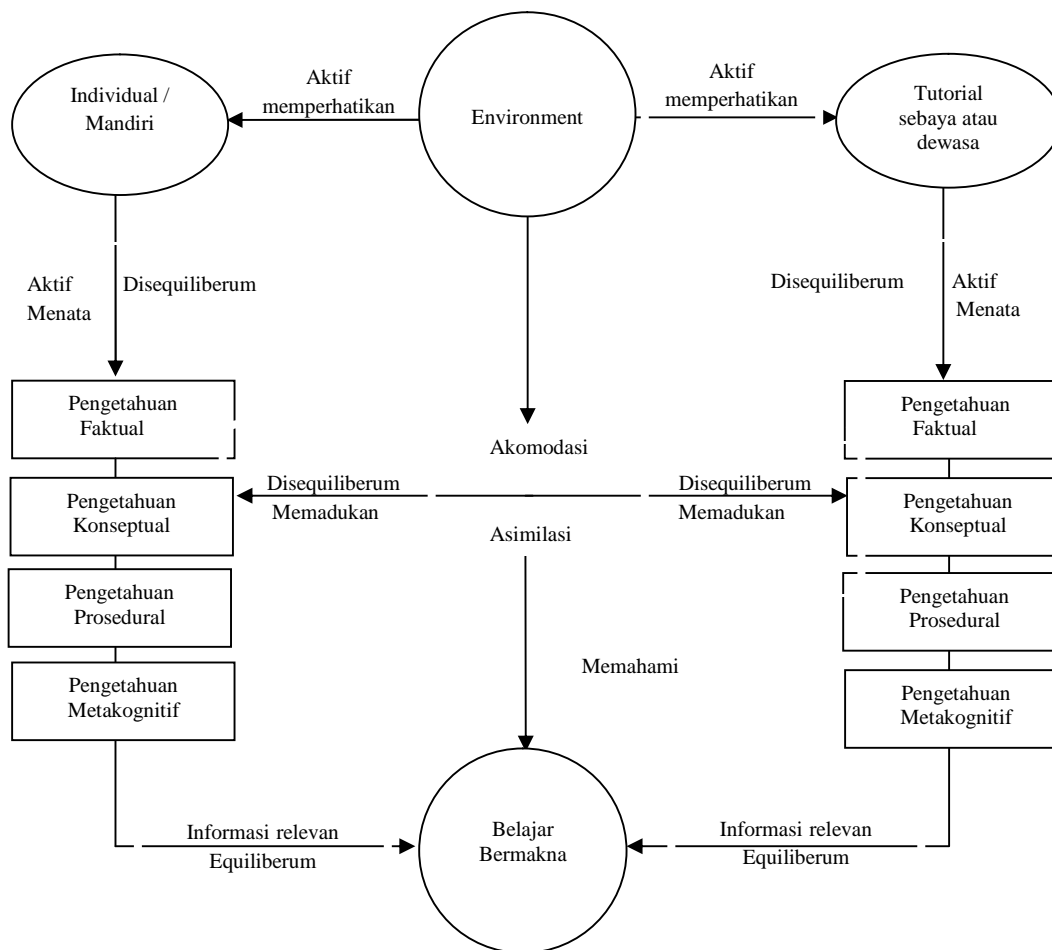 Individual /
Mandiri
Aktif
memperhatikan
Environment
Aktif
memperhatikan
Tutorial
sebaya atau
dewasa
Aktif
Menata
Disequiliberum
Disequiliberum
Aktif
Menata
Pengetahuan
Faktual
Pengetahuan
Konseptual
Pengetahuan
Prosedural
Pengetahuan
Metakognitif
Akomodasi
Disequiliberum
Memadukan
Disequiliberum
Memadukan
Asimilasi
Memahami
Pengetahuan
Faktual
Pengetahuan
Konseptual
Pengetahuan
Prosedural
Pengetahuan
Metakognitif
Informasi relevan
Equiliberum
Belajar
Bermakna
Informasi relevan
Equiliberum